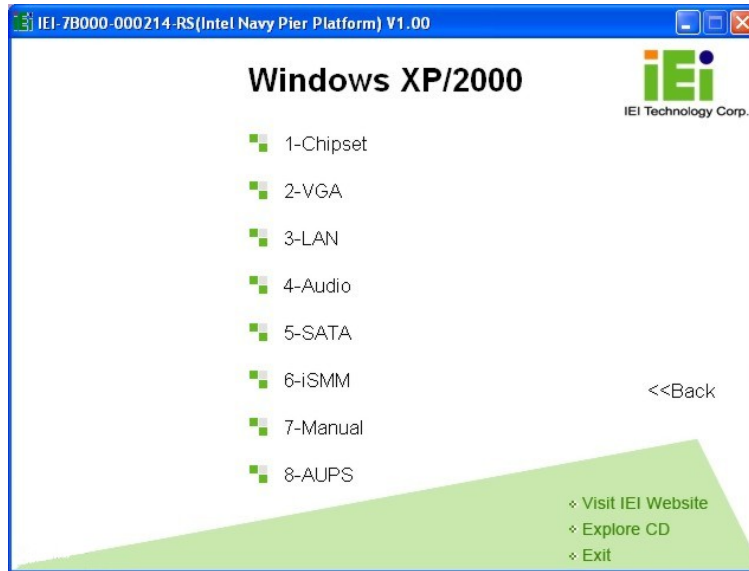 IEI-7B000-000214-RS(Intel Navy Pier Platform) V1.00
Windows XP/2000
iEi
IEI Technology Corp.
1-Chipset
2-VGA
3-LAN
4-Audio
5-SATA
6-iSMM
<<Back
7-Manual
8-AUPS
Visit IEI Website
Explore CD
Exit